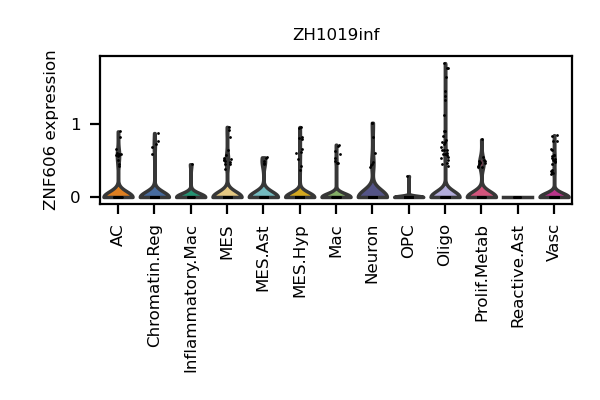 ZH1019inf
ZNF606 expression
1
0
AC
Chromatin.Reg
Inflammatory.Mac
MES
MES.Ast
MES.Hyp
Mac
Neuron
OPC
Oligo
Prolif.Metab
Reactive.Ast
Vasc